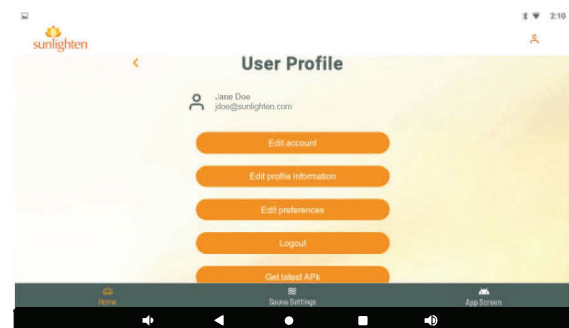 2:10
sunlighten
User Profile
Jane Doe
jdoe@sunlighten.com
Edit account
Edit profile information
Edit preferences
Logout
Get latest APk
Home
Sauna Settings
App Screen